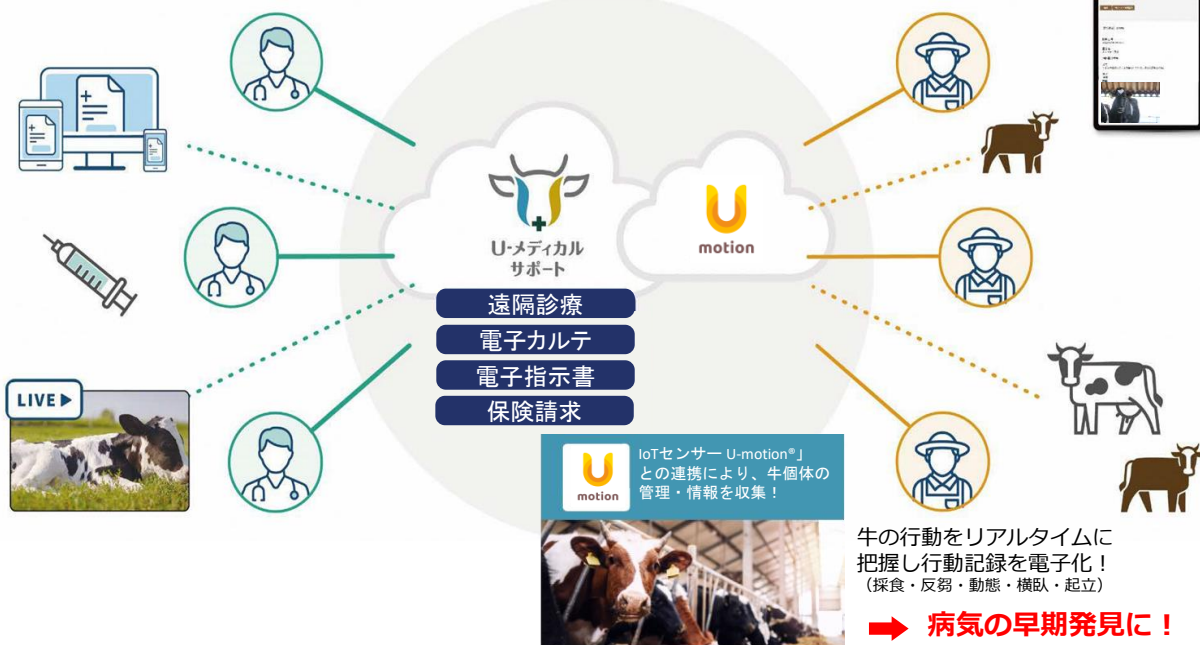 U-メディカル
サポート
motion
遠隔診療
電子カルテ
電子指示書
保険請求
LIVE
motion
IoTセンサー U-motion®」
との連携により、牛個体の
管理・情報を収集！
牛の行動をリアルタイムに
把握し行動記録を電子化！
（採食・反芻・動態・横臥・起立）
病気の早期発見に！